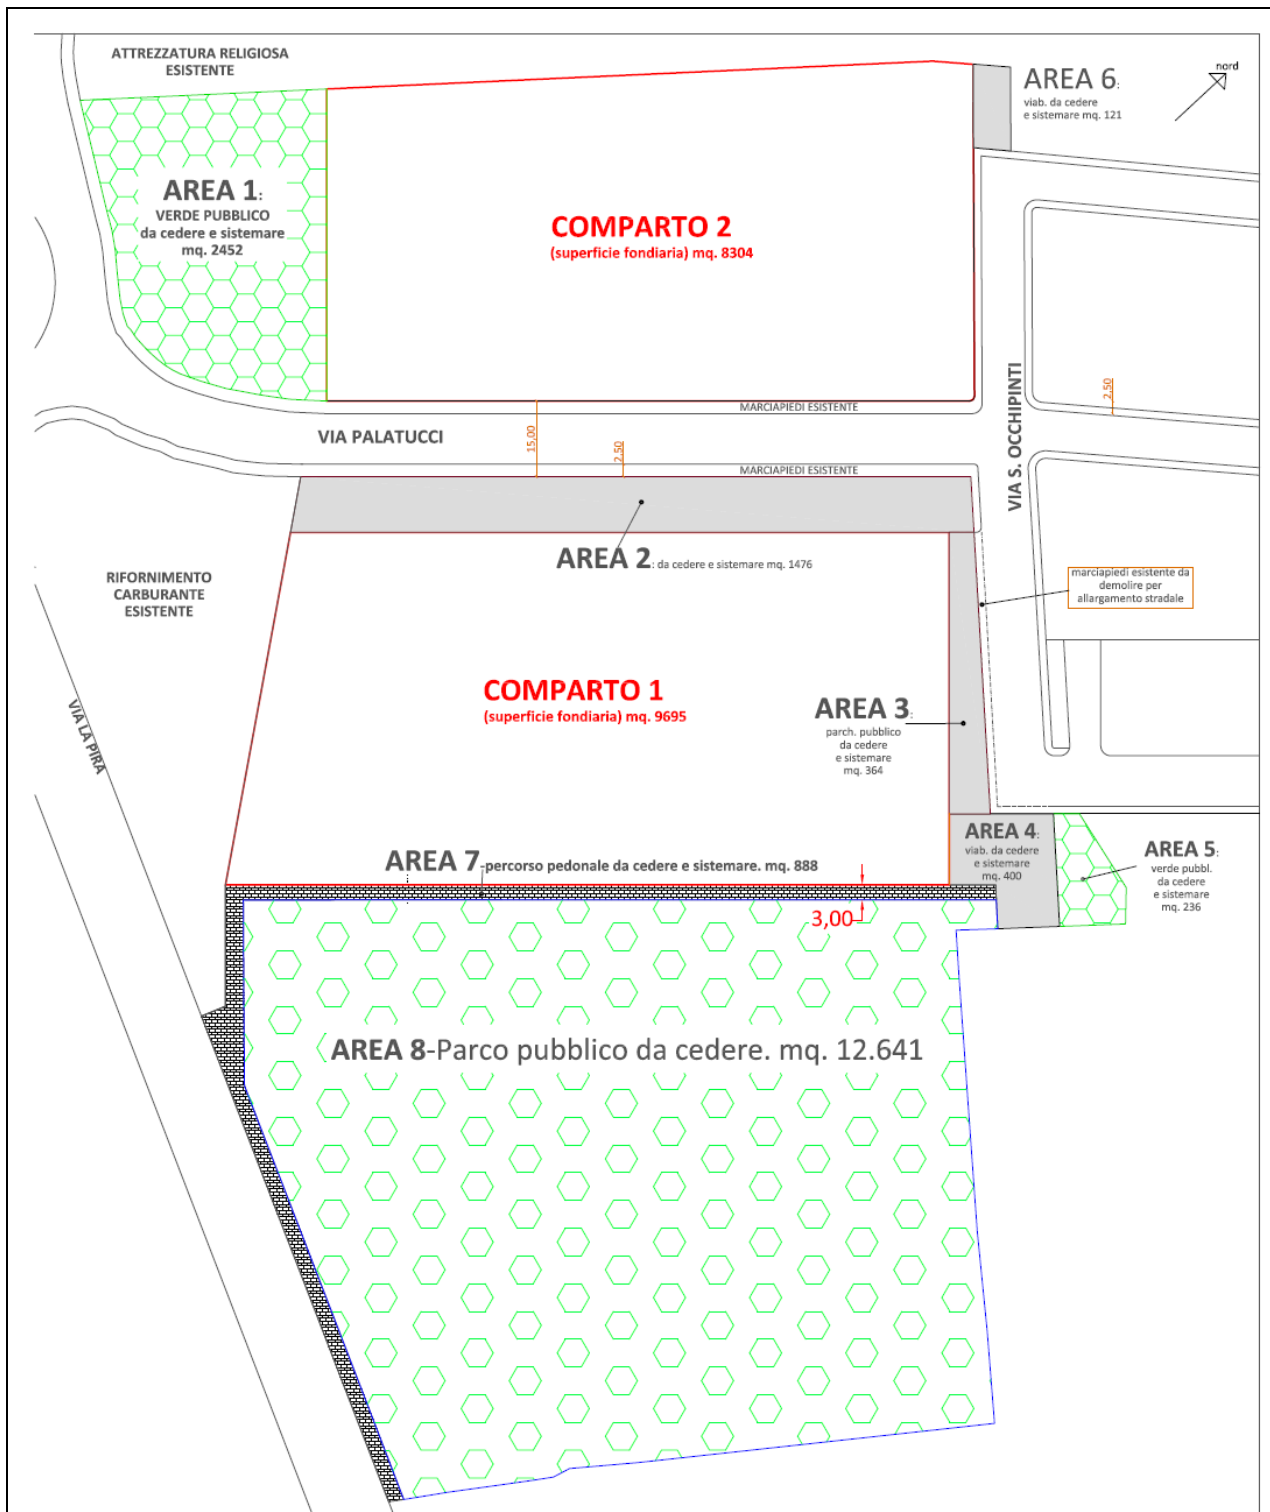 ATTREZZATURA RELIGIOSA
ESISTENTE
AREA 6:
viab. da cedere
e sistemare mq. 121
nord
AREA 1:
VERDE PUBBLICO
da cedere e sistemare
mq. 2452
COMPARTO 2
(superficie fondiaria) mq. 8304
MARCIAPIEDI ESISTENTE
VIA PALATUCCI
15,00
2,50
2,50
VIA S. OCCHIPINTI
MARCIAPIEDI ESISTENTE
AREA 2: da cedere e sistemare mq. 1476
RIFORNIMENTO
CARBURANTE
ESISTENTE
marciapiedi esistente da
demolire per
allargamento stradale
COMPARTO 1
(superficie fondiaria) mq. 9695
VIA LA PIRA
AREA 3:
parch. pubblico
da cedere
e sistemare
mq. 364
AREA 4:
viab. da cedere
e sistemare
mq. 400
AREA 5:
verde pubbl.
da cedere
e sistemare
mq. 236
AREA 7-percorso pedonale da cedere e sistemare. mq. 888
3,00
AREA 8-Parco pubblico da cedere. mq. 12.641